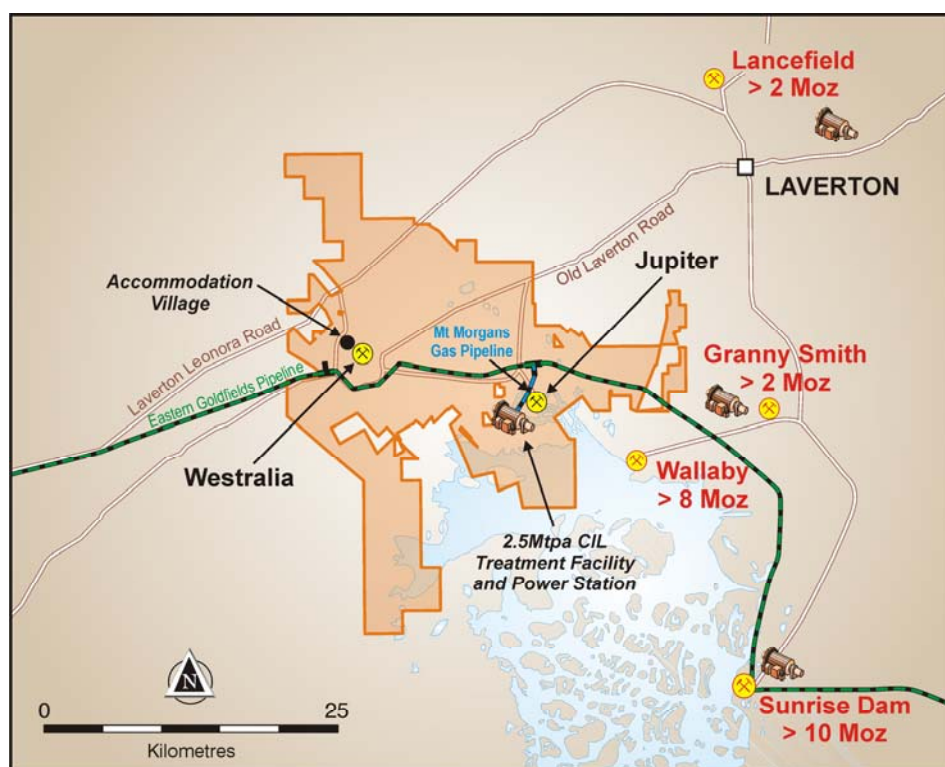 Lancefield
> 2 Moz
LAVERTON
Old Laverton Road
Jupiter
Accommodation
Village
Mt Morgans
Gas Pipeline
Laverton Leonora Road
Granny Smith
> 2 Moz
Eastern Goldfields Pipeline
Westralia
Wallaby
> 8 Moz
2.5Mtpa CIL
Treatment Facility
and Power Station
N
0 25
Kilometres
Sunrise Dam
> 10 Moz